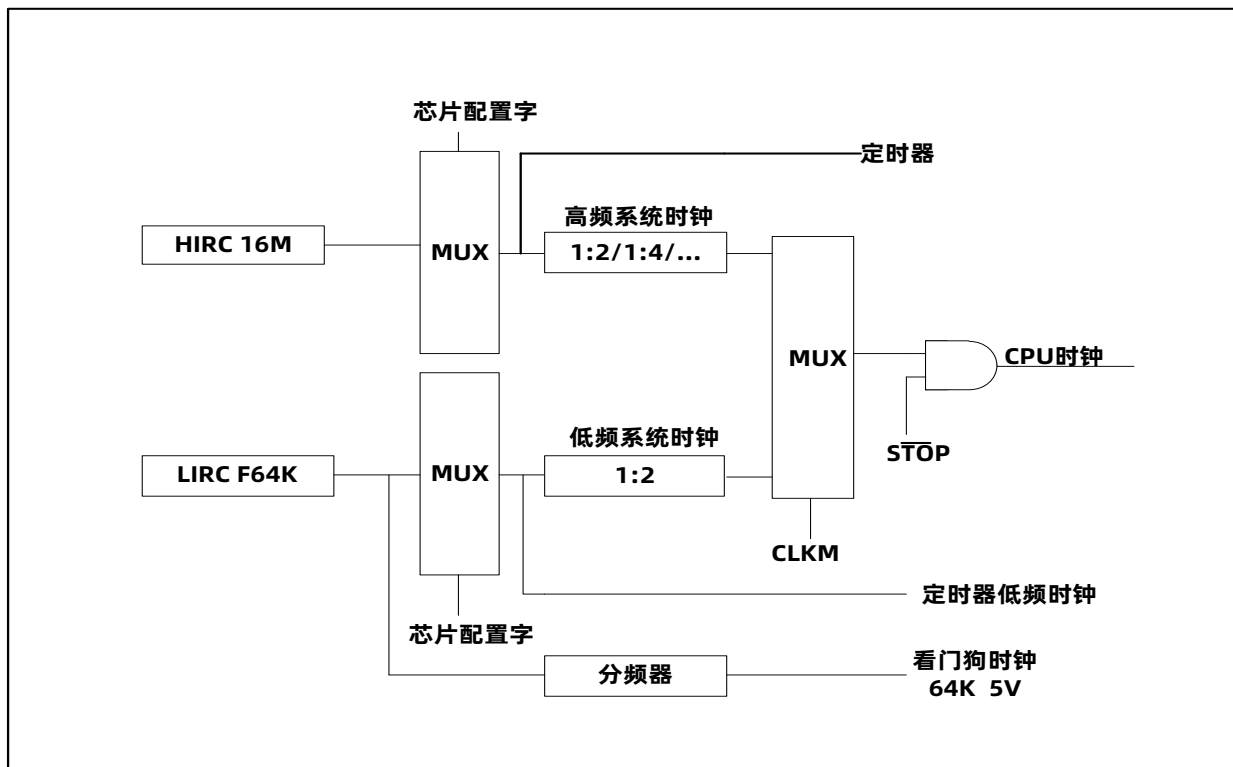 芯片配置字
定时器
高频系统时钟
HIRC 16M
MUX
1:2/1:4/...
MUX
CPU时钟
低频系统时钟
STOP
LIRC F64K
MUX
1:2
CLKM
定时器低频时钟
芯片配置字
分频器
看门狗时钟
64K 5V